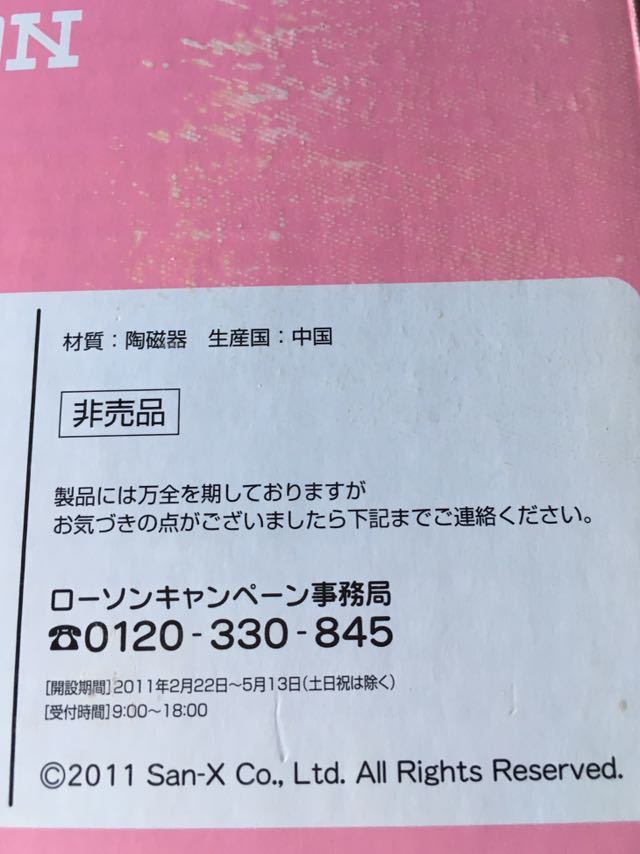 ON
材質：陶磁器　生産国：中国
非売品
製品には万全を期しておりますが
お気づきの点がございましたら下記までご連絡ください。
ローソンキャンペーン事務局
☎0120-330-845
[開設期間]2011年2月22日～5月13日(土日祝は除く)
[受付時間]9:00～18:00
©2011 San-X Co., Ltd. All Rights Reserved.